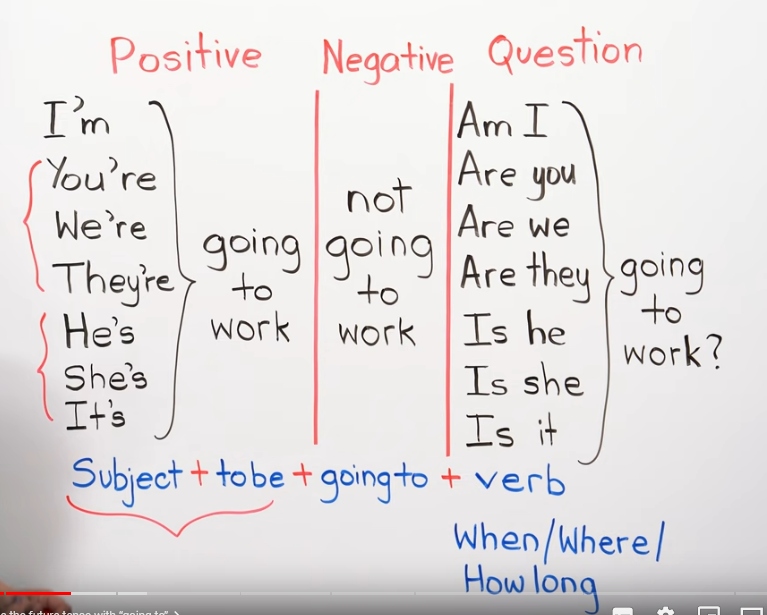 Positive Negative Question
I'm
You're
We're
They're
He's
She's
It's
going
to
work
not
going
to
work
Am I
Are you
Are we
Are they
Is he
Is she
Is it
going
to
work?
Subject + to be + going to + verb
When/Where/
How long
the future tense with "going to"